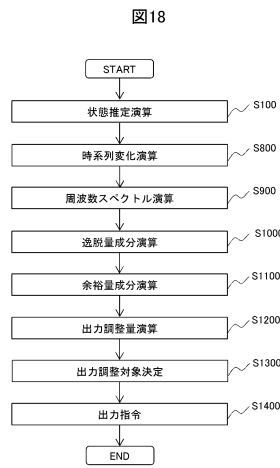 図18
START
状態推定演算
S100
時系列変化演算
S800
周波数スペクトル演算
S900
逸脱量成分演算
S1000
余裕量成分演算
S1100
出力調整量演算
S1200
出力調整対象決定
S1300
出力指令
S1400
END